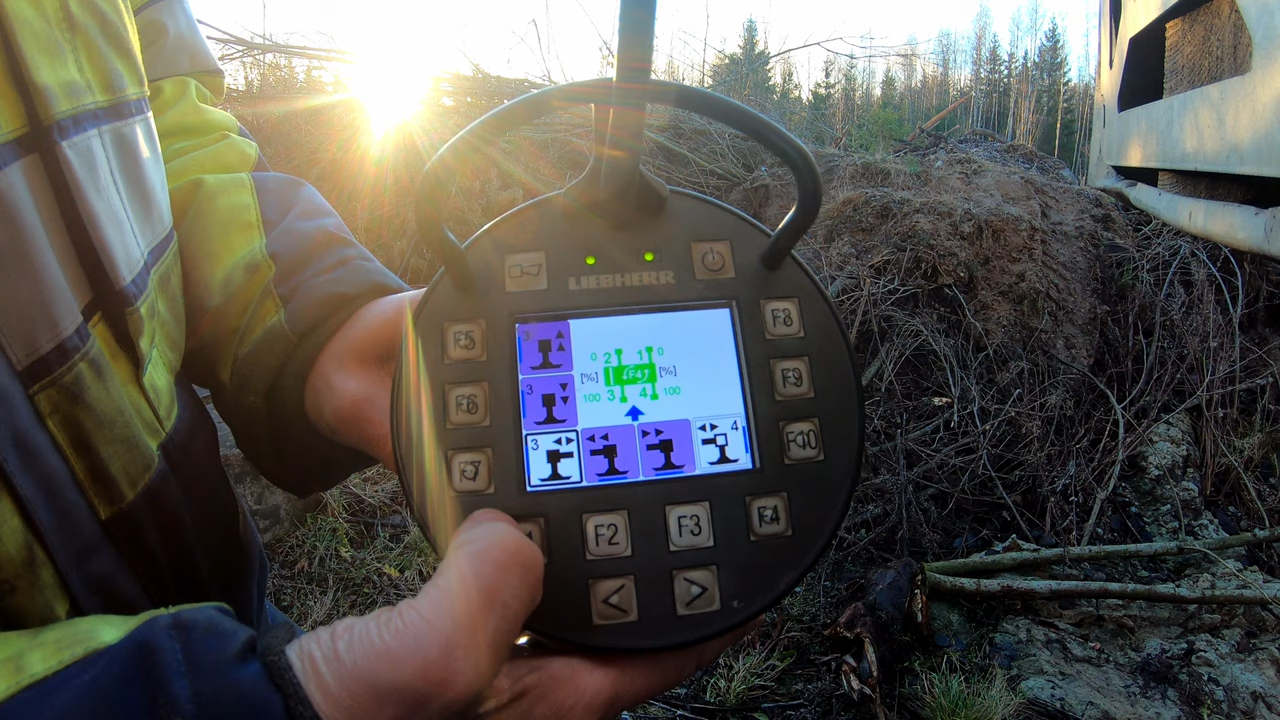 LIEBHERR
F5
F8
3
0 2 1 0
[%] F4 [%]
100 3 4 100
F6
F9
3
3
4
F7
F10
F2
F3
F4
<
>